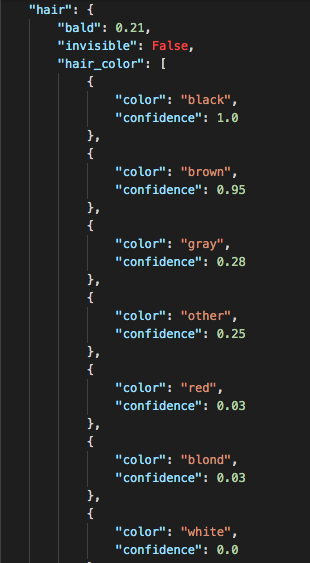 "hair": {
"bald": 0.21,
"invisible": False,
"hair_color": [
{
"color": "black",
"confidence": 1.0
},
{
"color": "brown",
"confidence": 0.95
},
{
"color": "gray",
"confidence": 0.28
},
{
"color": "other",
"confidence": 0.25
},
{
"color": "red",
"confidence": 0.03
},
{
"color": "blond",
"confidence": 0.03
},
{
"color": "white",
"confidence": 0.0